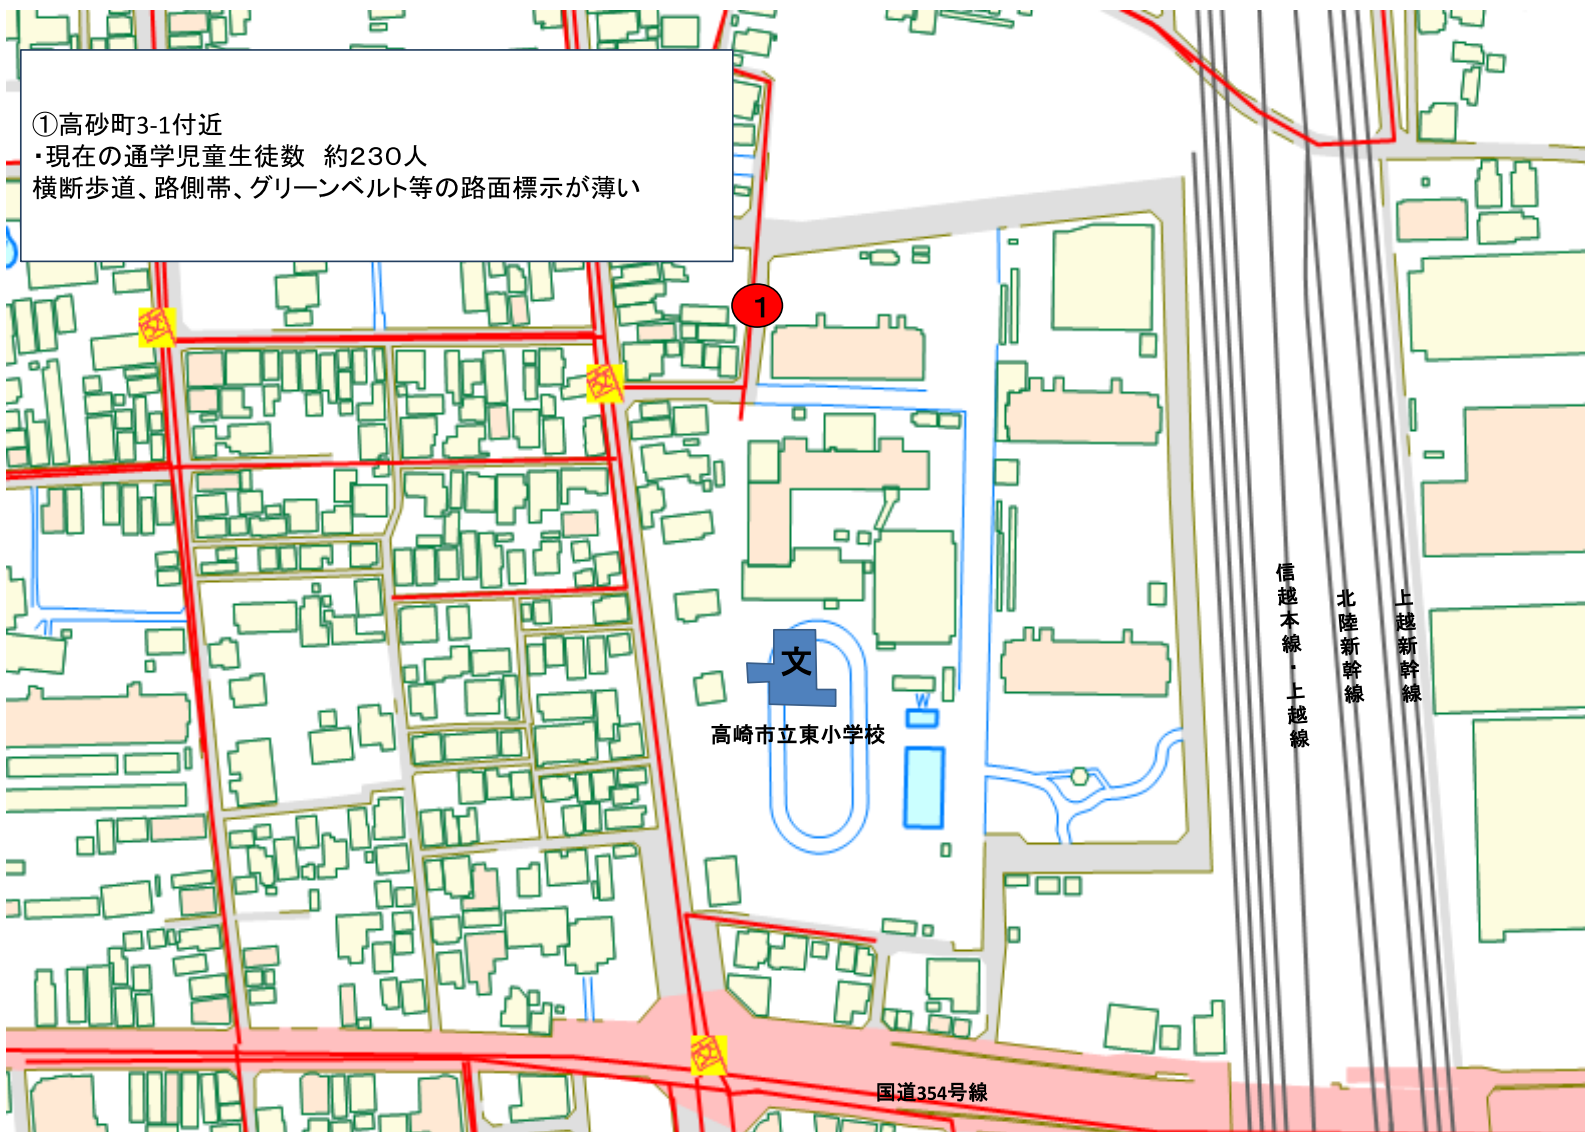 ①高砂町3-1付近
・現在の通学児童生徒数　約230人
横断歩道、路側帯、グリーンベルト等の路面標示が薄い
1
交
交
文
高崎市立東小学校
信越本線・上越線
北陸新幹線
上越新幹線
交
国道354号線